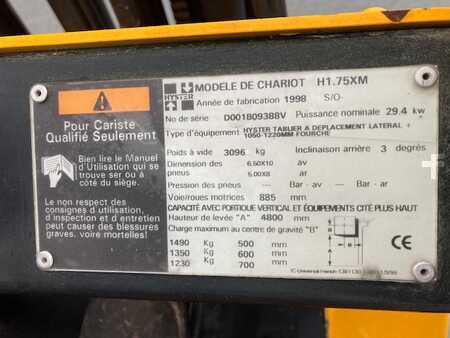 Pour Cariste
Qualifié Seulement
Bien lire le Manuel
d'Utilisation qui se
trouve ser ou à
côté du siège.
Le non respect des
consignes d utilisation,
d inspection et d entretien
peut causer des blessures
graves. voire mortelles!
HYSTER
MODELE DE CHARIOT H1.75XM
Année de fabrication 1998 S/O-
No de série D001B09388V Puissance nominale 29.4 kw
Type d'équipement HYSTER TABLIER A DEPLACEMENT LATERAL +
1050-1220MM FOURCHE
Poids à vide 3096 kg Inclinaison arrière 3 degrés
Dimension des 6.50X10 av
pneus 5.00X8 ar
Pression des pneus — Bar - av — Bar - ar
Voie/roues motrices 885 mm
CAPACITÉ AVEC PORTIQUE VERTICAL ET ÉQUIPEMENTS CITÉ PLUS HAUT
Hauteur de levée "A" 4800 mm
Charge maximum au centre de gravité "B"
1490 Kg 500 mm
1350 Kg 600 mm
1230 Kg 700 mm
B
CE